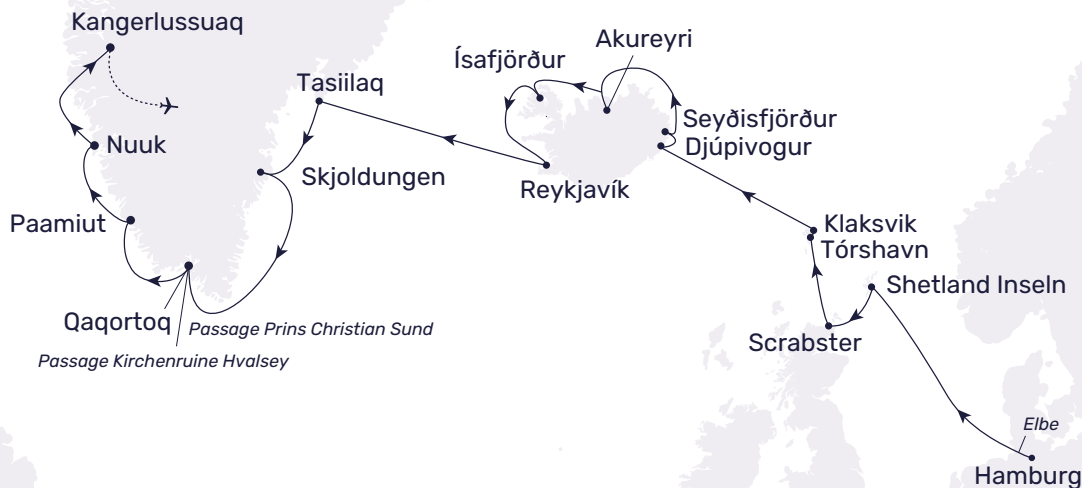 Kangerlussuaq
Akureyri
Ísafjörður
Tasiilaq
Seyðisfjörður
Djúpivogur
Nuuk
Skjoldungen
Reykjavík
Paamiut
Klaksvik
Tórshavn
Shetland Inseln
Qaqortoq
Passage Prins Christian Sund
Scrabster
Passage Kirchenruine Hvalsey
Elbe
Hamburg